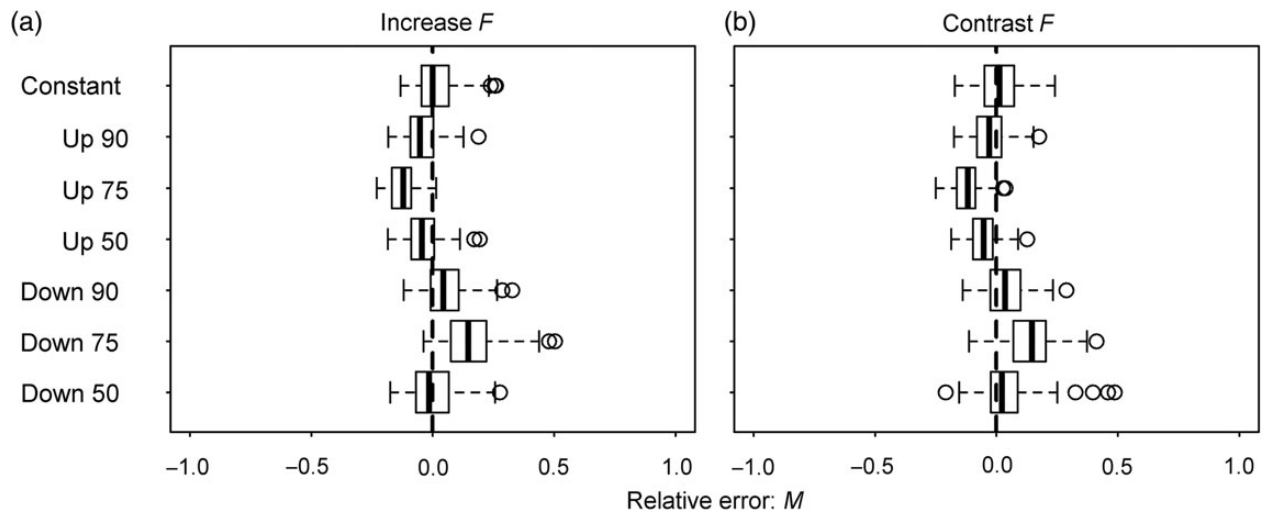 (a) Increase F
(b) Contrast F
Constant
Up 90
Up 75
Up 50
Down 90
Down 75
Down 50
−1.0 −0.5 0.0 0.5 1.0
−1.0 −0.5 0.0 0.5 1.0
Relative error: M